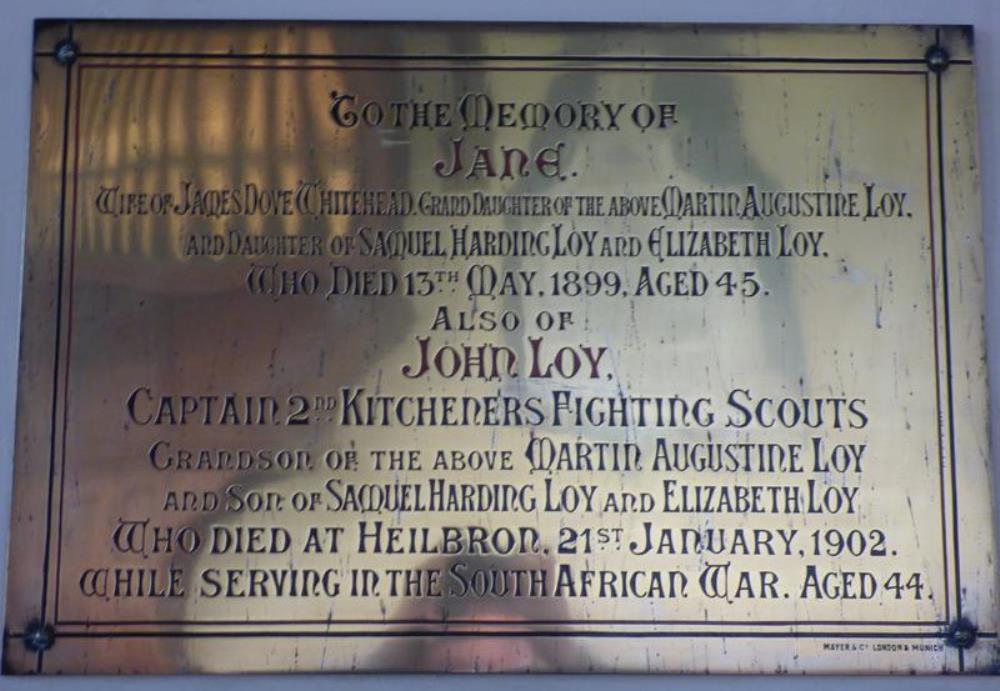 To the Memory of
Jane.
Wife of James Dove Whitehead. Grand Daughter of the above Martin Augustine Loy,
and Daughter of Samuel Harding Loy and Elizabeth Loy,
Who Died 13th May, 1899, Aged 45.
Also of
John Loy,
Captain 2nd Kitcheners Fighting Scouts
Grandson of the above Martin Augustine Loy
and Son of Samuel Harding Loy and Elizabeth Loy
Who died at Heilbron, 21st January, 1902.
While serving in the South African War. Aged 44.
Mayer & Co London & Munich